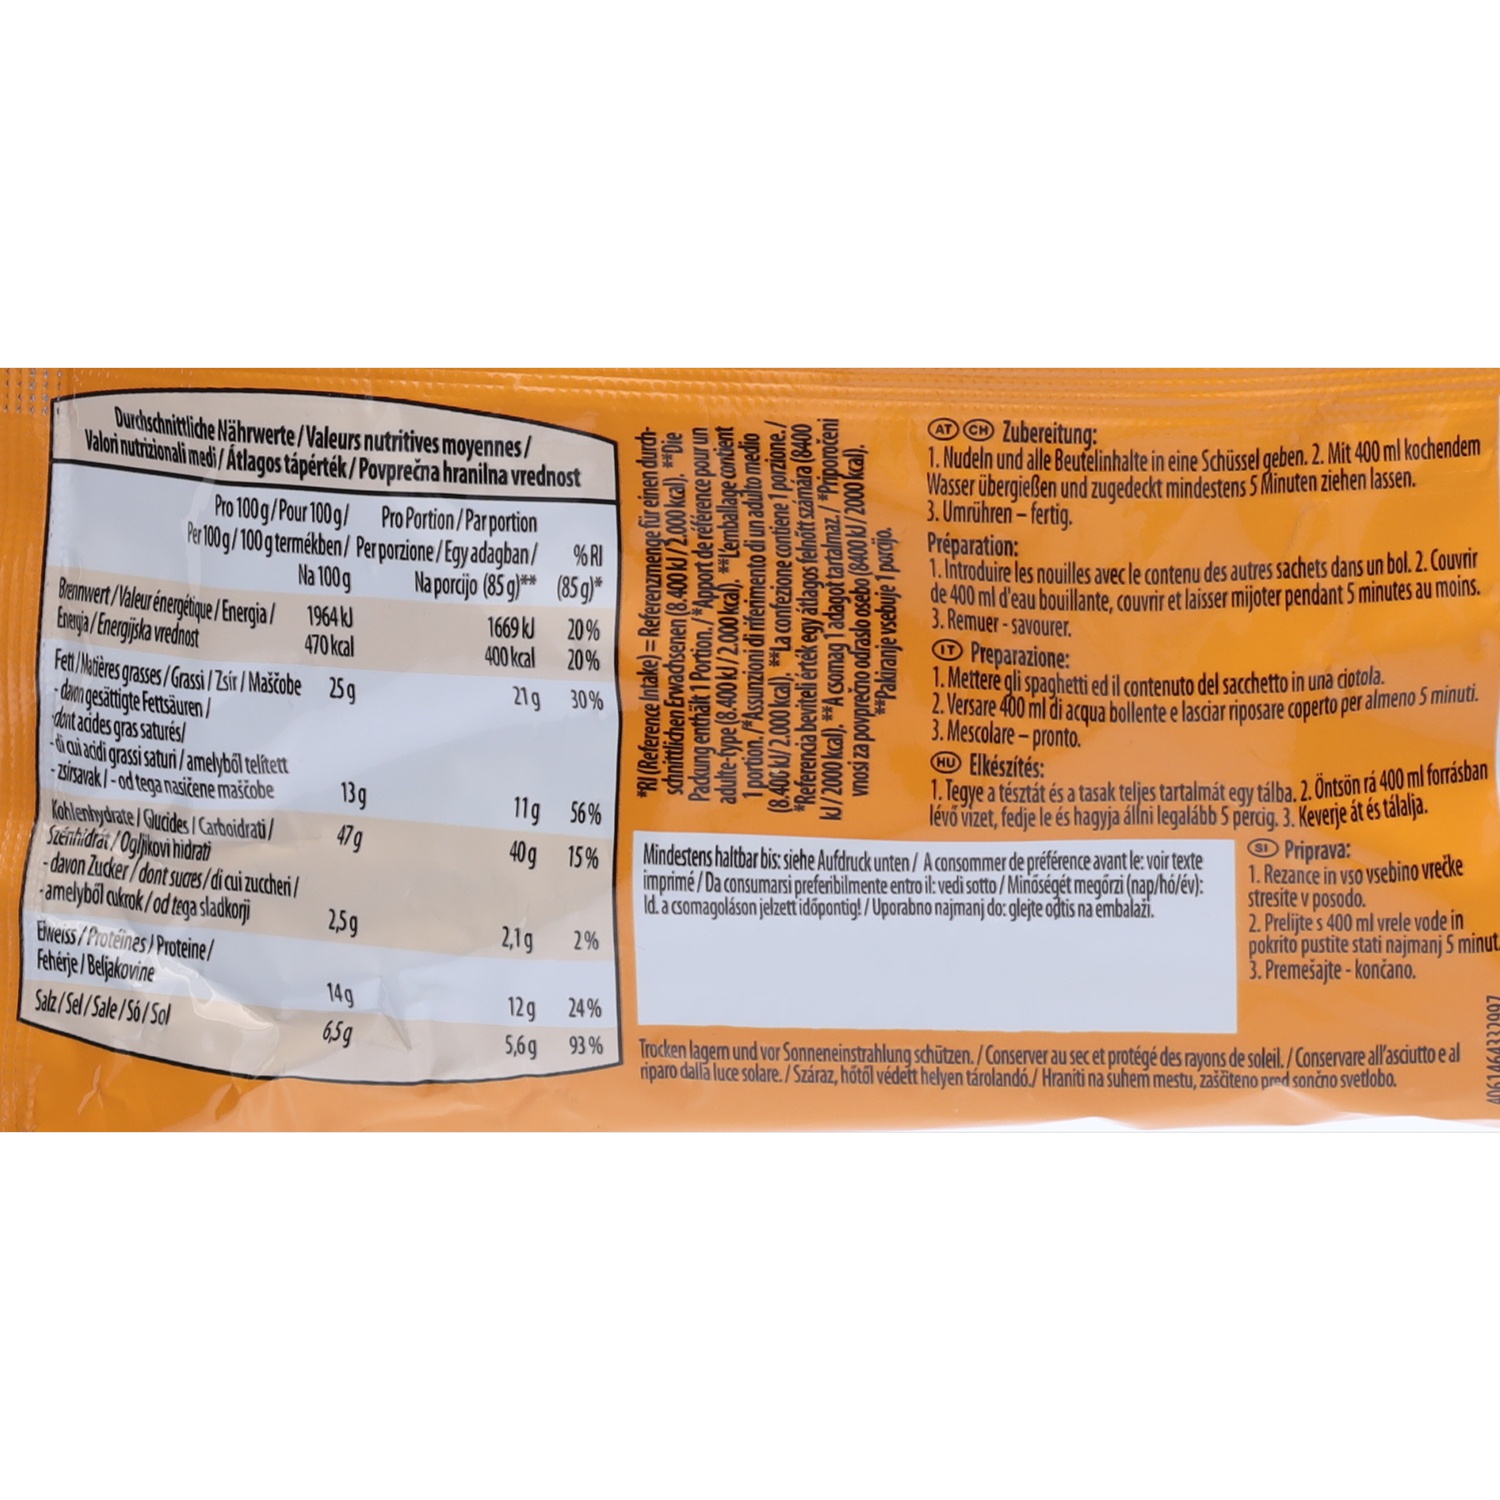 Durchschnittliche Nährwerte / Valeurs nutritives moyennes /
Valori nutrizionali medi / Átlagos tápérték / Povprečna hranilna vrednost
Pro 100 g / Pour 100 g / Pro Portion / Par portion
Per 100 g / 100 g termékben / Per porzione / Egy adagban / % RI
Na 100 g Na porcijo (85 g)** (85 g)*
Brennwert / Valeur énergétique / Energia / 1964 kJ 1669 kJ 20 %
Energia / Energijska vrednost 470 kcal 400 kcal 20 %
Fett / Matières grasses / Grassi / Zsír / Maščobe 25 g 21 g 30 %
- davon gesättigte Fettsäuren /
-dont acides gras saturés/
- di cui acidi grassi saturi / amelyből telített
- zsírsavak / - od tega nasičene maščobe 13 g 11 g 56 %
Kohlenhydrate / Glucides / Carboidrati / 47 g 40 g 15 %
Szénhidrát / Ogljikovi hidrati
- davon Zucker / dont sucres / di cui zuccheri /
- amelyből cukrok / od tega sladkorji 2,5 g 2,1 g 2 %
Eiweiss / Protéines / Proteine /
Fehérje / Beljakovine 14 g 12 g 24 %
Salz / Sel / Sale / Só / Sol 6,5 g 5,6 g 93 %
*RI (Reference Intake) = Referenzmenge für einen durch-
schnittlichen Erwachsenen (8.400 kJ / 2.000 kcal). **Die
Packung enthält 1 Portion. / *Apport de référence pour un
adulte-type (8.400 kJ / 2.000 kcal). **L'emballage contient
1 portion. /*Assunzioni di riferimento di un adulto medio
(8.400 kJ / 2.000 kcal). **La confezione contiene 1 porzione. /
*Referencia beviteli érték egy átlagos felnőtt számára (8400
kJ / 2000 kcal). **A csomag 1 adagot tartalmaz. / *Priporočeni
vnosi za povprečno odraslo osebo (8400 kJ / 2000 kcal).
**Pakiranje vsebuje 1 porcijo.
AT CH Zubereitung:
1. Nudeln und alle Beutelinhalte in eine Schüssel geben. 2. Mit 400 ml kochendem
Wasser übergießen und zugedeckt mindestens 5 Minuten ziehen lassen.
3. Umrühren – fertig.
Préparation:
1. Introduire les nouilles avec le contenu des autres sachets dans un bol. 2. Couvrir
de 400 ml d'eau bouillante, couvrir et laisser mijoter pendant 5 minutes au moins.
3. Remuer - savourer.
IT Preparazione:
1. Mettere gli spaghetti ed il contenuto del sacchetto in una ciotola.
2. Versare 400 ml di acqua bollente e lasciar riposare coperto per almeno 5 minuti.
3. Mescolare – pronto.
HU Elkészítés:
1. Tegye a tésztát és a tasak teljes tartalmát egy tálba. 2. Öntsön rá 400 ml forrásban
lévő vizet, fedje le és hagyja állni legalább 5 percig. 3. Keverje át és tálalja.
SI Priprava:
1. Rezance in vso vsebino vrečke
stresite v posodo.
2. Prelijte s 400 ml vrele vode in
pokrito pustite stati najmanj 5 minut.
3. Premešajte - končano.
Mindestens haltbar bis: siehe Aufdruck unten / A consommer de préférence avant le: voir texte
imprimé / Da consumarsi preferibilmente entro il: vedi sotto / Minőségét megőrzi (nap/hó/év):
ld. a csomagoláson jelzett időpontig! / Uporabno najmanj do: glejte odtis na embalaži.
Trocken lagern und vor Sonneneinstrahlung schützen. / Conserver au sec et protégé des rayons de soleil. / Conservare all'asciutto e al
riparo dalla luce solare. / Száraz, hőtől védett helyen tárolandó./ Hraniti na suhem mestu, zaščiteno pred sončno svetlobo.